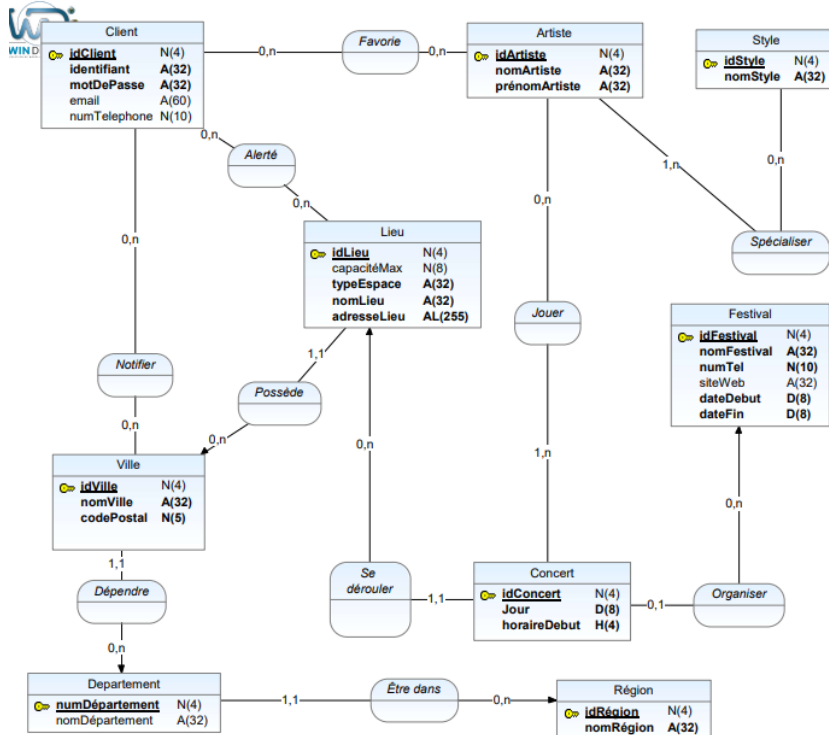 WIN D
Client
idClient N(4)
identifiant A(32)
motDePasse A(32)
email A(60)
numTelephone N(10)
0,n
Favorie
0,n
Artiste
idArtiste N(4)
nomArtiste A(32)
prénomArtiste A(32)
Style
idStyle N(4)
nomStyle A(32)
0,n
Alerté
0,n
1,n
0,n
0,n
0,n
Spécialiser
Lieu
idLieu N(4)
capacitéMax N(8)
typeEspace A(32)
nomLieu A(32)
adresseLieu AL(255)
Jouer
Festival
idFestival N(4)
nomFestival A(32)
numTel N(10)
siteWeb A(32)
dateDebut D(8)
dateFin D(8)
Notifier
1,1
Possède
0,n
0,n
0,n
1,n
0,n
Ville
idVille N(4)
nomVille A(32)
codePostal N(5)
1,1
Dépendre
0,n
Se
dérouler
1,1
Concert
idConcert N(4)
Jour D(8)
horaireDebut H(4)
0,1
Organiser
Departement
numDépartement N(4)
nomDépartement A(32)
1,1
Être dans
0,n
Région
idRégion N(4)
nomRégion A(32)